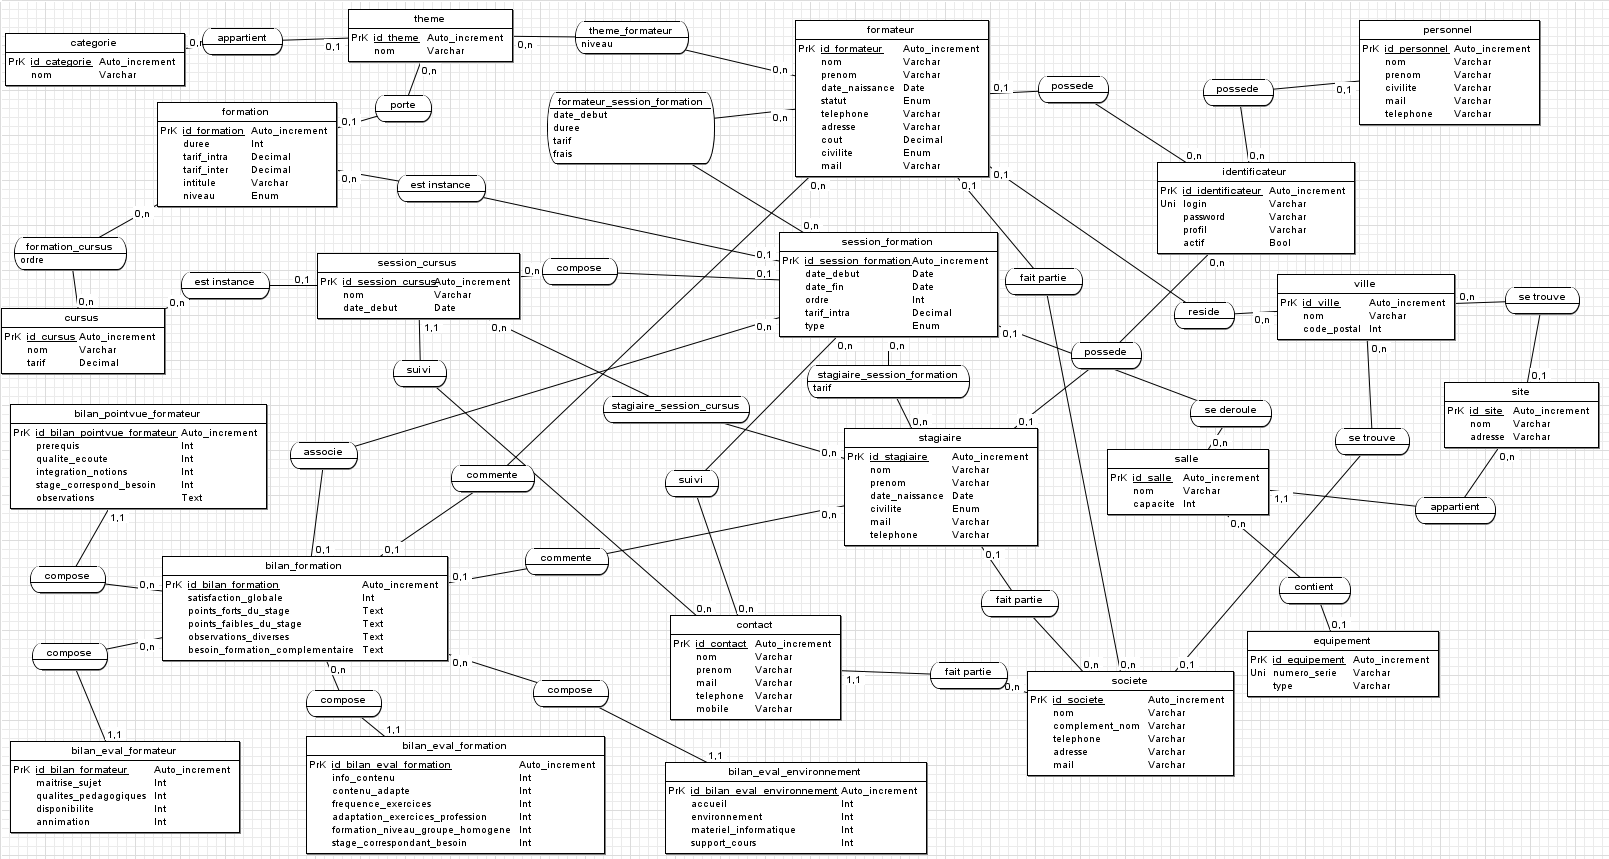 categorie
PrK id_categorie Auto_increment
nom Varchar
0,n
appartient
0,1
theme
PrK id_theme Auto_increment
nom Varchar
0,n
theme_formateur
niveau
0,n
0,n
porte
0,1
formation
PrK id_formation Auto_increment
duree Int
tarif_intra Decimal
tarif_inter Decimal
intitule Varchar
niveau Enum
formateur
PrK id_formateur Auto_increment
nom Varchar
prenom Varchar
date_naissance Date
statut Enum
telephone Varchar
adresse Varchar
cout Decimal
civilite Enum
mail Varchar
0,1
possede
0,n
personnel
PrK id_personnel Auto_increment
nom Varchar
prenom Varchar
civilite Varchar
mail Varchar
telephone Varchar
0,1
possede
0,n
formateur_session_formation
date_debut
duree
tarif
frais
0,n
0,n
identificateur
PrK id_identificateur Auto_increment
Uni login Varchar
password Varchar
profil Varchar
actif Bool
0,n
0,n
est instance
0,1
0,n
0,1
0,1
0,n
formation_cursus
ordre
0,n
cursus
PrK id_cursus Auto_increment
nom Varchar
tarif Decimal
0,n
est instance
0,1
session_cursus
PrK id_session_cursus Auto_increment
nom Varchar
date_debut Date
0,n
compose
0,1
session_formation
PrK id_session_formation Auto_increment
date_debut Date
date_fin Date
ordre Int
tarif_intra Decimal
type Enum
fait partie
reside
0,n
ville
PrK id_ville Auto_increment
nom Varchar
code_postal Int
0,n
se trouve
0,1
1,1
0,n
0,n
0,n
0,n
0,1
possede
0,n
suivi
stagiaire_session_formation
tarif
0,n
stagiaire_session_cursus
0,n
se deroule
0,n
0,1
se trouve
site
PrK id_site Auto_increment
nom Varchar
adresse Varchar
0,n
bilan_pointvue_formateur
PrK id_bilan_pointvue_formateur Auto_increment
prerequis Int
qualite_ecoute Int
integration_notions Int
stage_correspond_besoin Int
observations Text
1,1
associe
0,1
commente
0,1
suivi
0,n
stagiaire
PrK id_stagiaire Auto_increment
nom Varchar
prenom Varchar
date_naissance Date
civilite Enum
mail Varchar
telephone Varchar
0,n
0,1
salle
PrK id_salle Auto_increment
nom Varchar
capacite Int
1,1
appartient
0,n
contient
0,1
compose
0,n
bilan_formation
PrK id_bilan_formation Auto_increment
satisfaction_globale Int
points_forts_du_stage Text
points_faibles_du_stage Text
observations_diverses Text
besoin_formation_complementaire Text
0,1
commente
fait partie
0,n
0,n
0,1
0,n
contact
PrK id_contact Auto_increment
nom Varchar
prenom Varchar
mail Varchar
telephone Varchar
mobile Varchar
1,1
fait partie
0,n
societe
PrK id_societe Auto_increment
nom Varchar
complement_nom Varchar
telephone Varchar
adresse Varchar
mail Varchar
equipement
PrK id_equipement Auto_increment
Uni numero_serie Varchar
type Varchar
compose
0,n
1,1
0,n
compose
1,1
0,n
compose
1,1
bilan_eval_formateur
PrK id_bilan_formateur Auto_increment
maitrise_sujet Int
qualites_pedagogiques Int
disponibilite Int
annimation Int
bilan_eval_formation
PrK id_bilan_eval_formation Auto_increment
info_contenu Int
contenu_adapte Int
frequence_exercices Int
adaptation_exercices_profession Int
formation_niveau_groupe_homogene Int
stage_correspondant_besoin Int
bilan_eval_environnement
PrK id_bilan_eval_environnement Auto_increment
accueil Int
environnement Int
materiel_informatique Int
support_cours Int